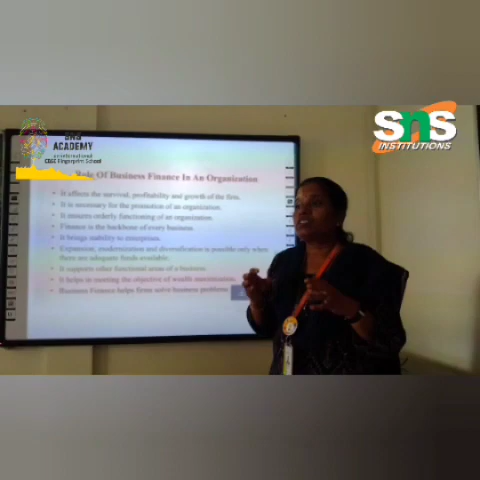 SNS
ACADEMY
an international
CBSE Fingerprint School
sns
INSTITUTIONS
Role Of Business Finance In An Organization
• It affects the survival, profitability and growth of the firm.
• It is necessary for the promotion of an organization.
• It ensures orderly functioning of an organization.
• Finance is the backbone of every business.
• It brings stability to enterprises.
• Expansion, modernization and diversification is possible only when
there are adequate funds available.
• It supports other functional areas of a business.
• It helps in meeting the objective of wealth maximization.
• Business Finance helps firms solve business problems